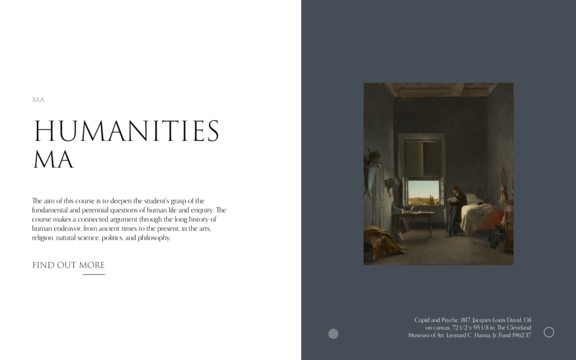 MA
HUMANITIES
MA
The aim of this course is to deepen the student's grasp of the
fundamental and perennial questions of human life and enquiry. The
course makes a connected argument through the long history of
human endeavor, from ancient times to the present, in the arts,
religion, natural science, politics, and philosophy.
FIND OUT MORE
Cupid and Psyche, 1817. Jacques-Louis David. Oil
on canvas, 72 1/2 x 95 1/8 in. The Cleveland
Museum of Art, Leonard C. Hanna, Jr. Fund 1962.37